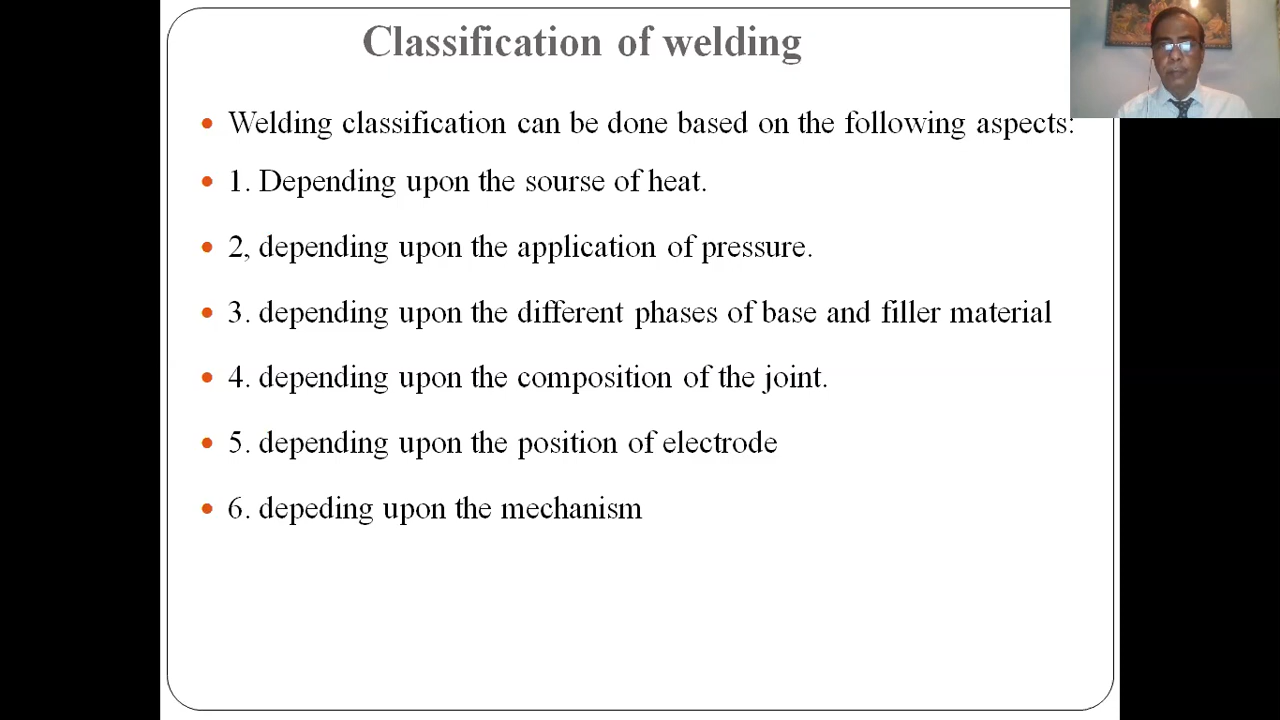 Classification of welding
• Welding classification can be done based on the following aspects:
• 1. Depending upon the sourse of heat.
• 2, depending upon the application of pressure.
• 3. depending upon the different phases of base and filler material
• 4. depending upon the composition of the joint.
• 5. depending upon the position of electrode
• 6. depeding upon the mechanism